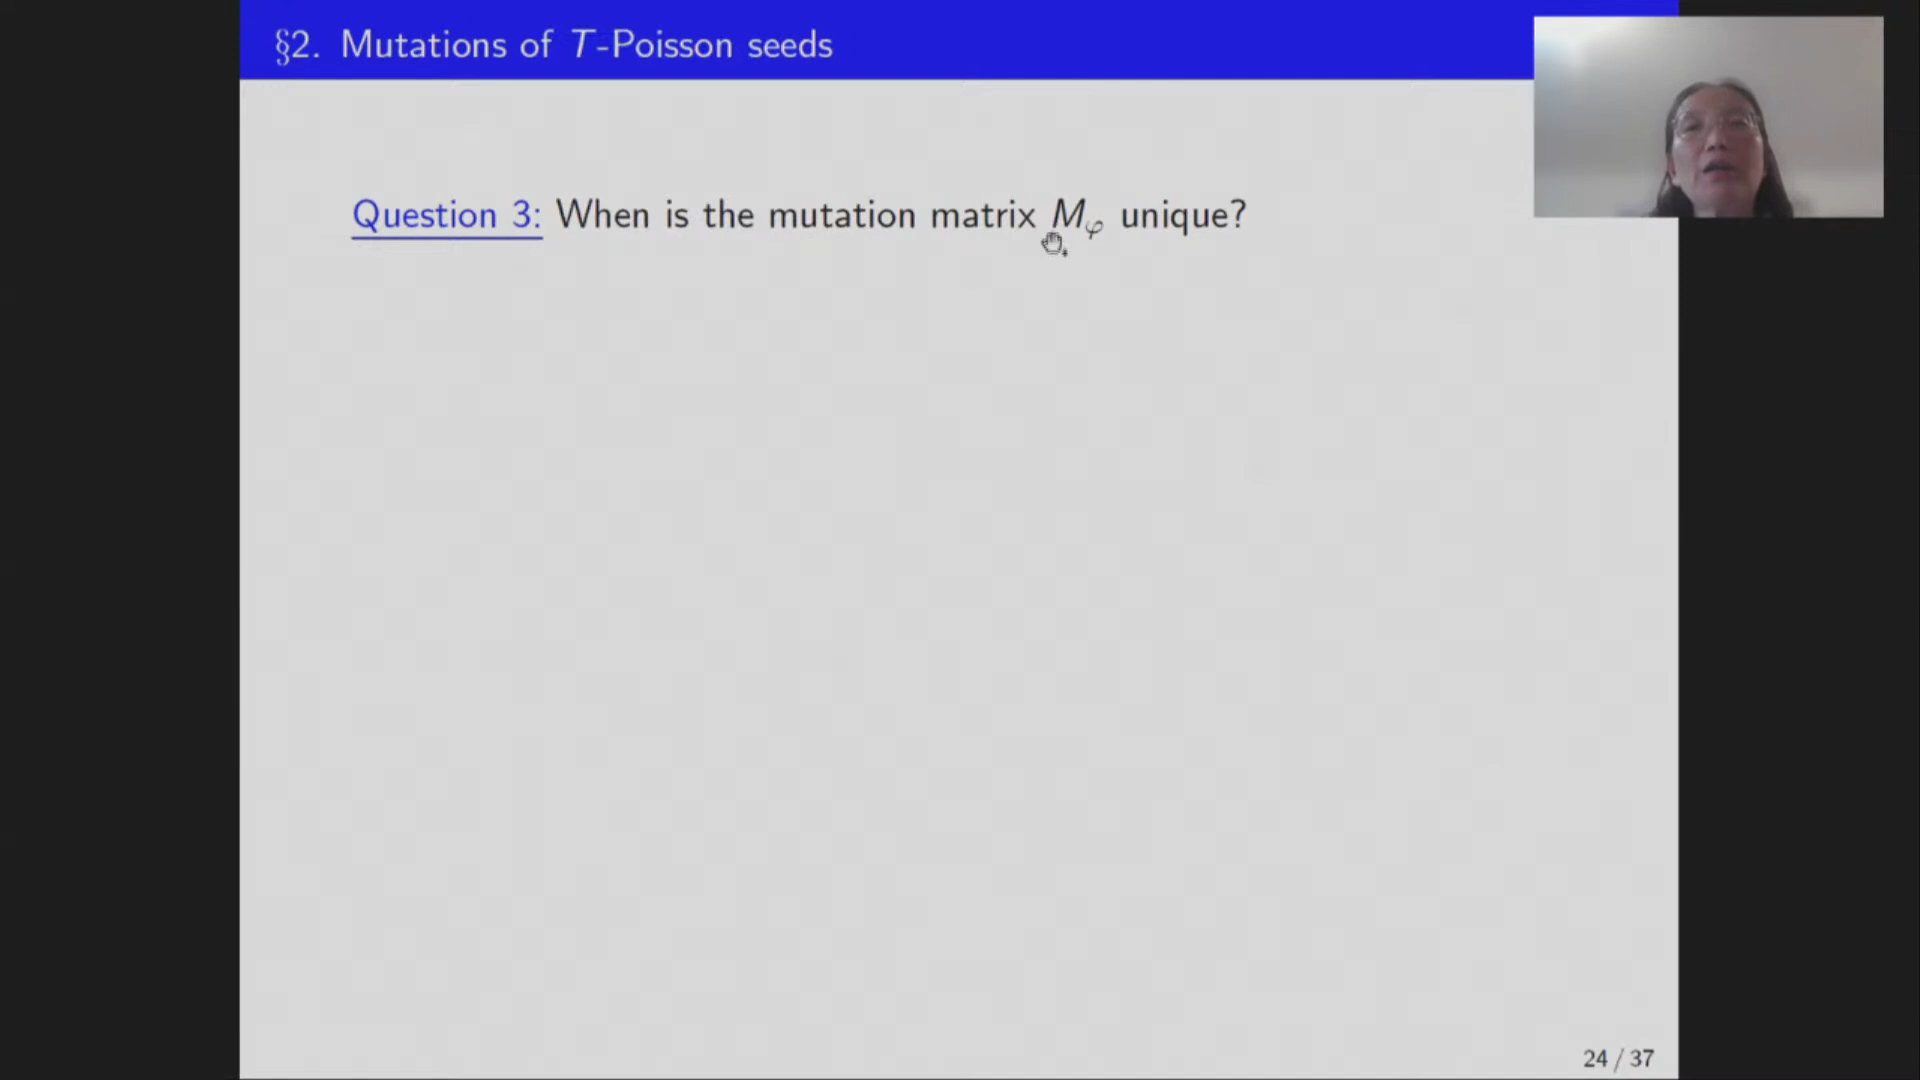 §2. Mutations of T-Poisson seeds
Question 3: When is the mutation matrix M_φ unique?
24 / 37